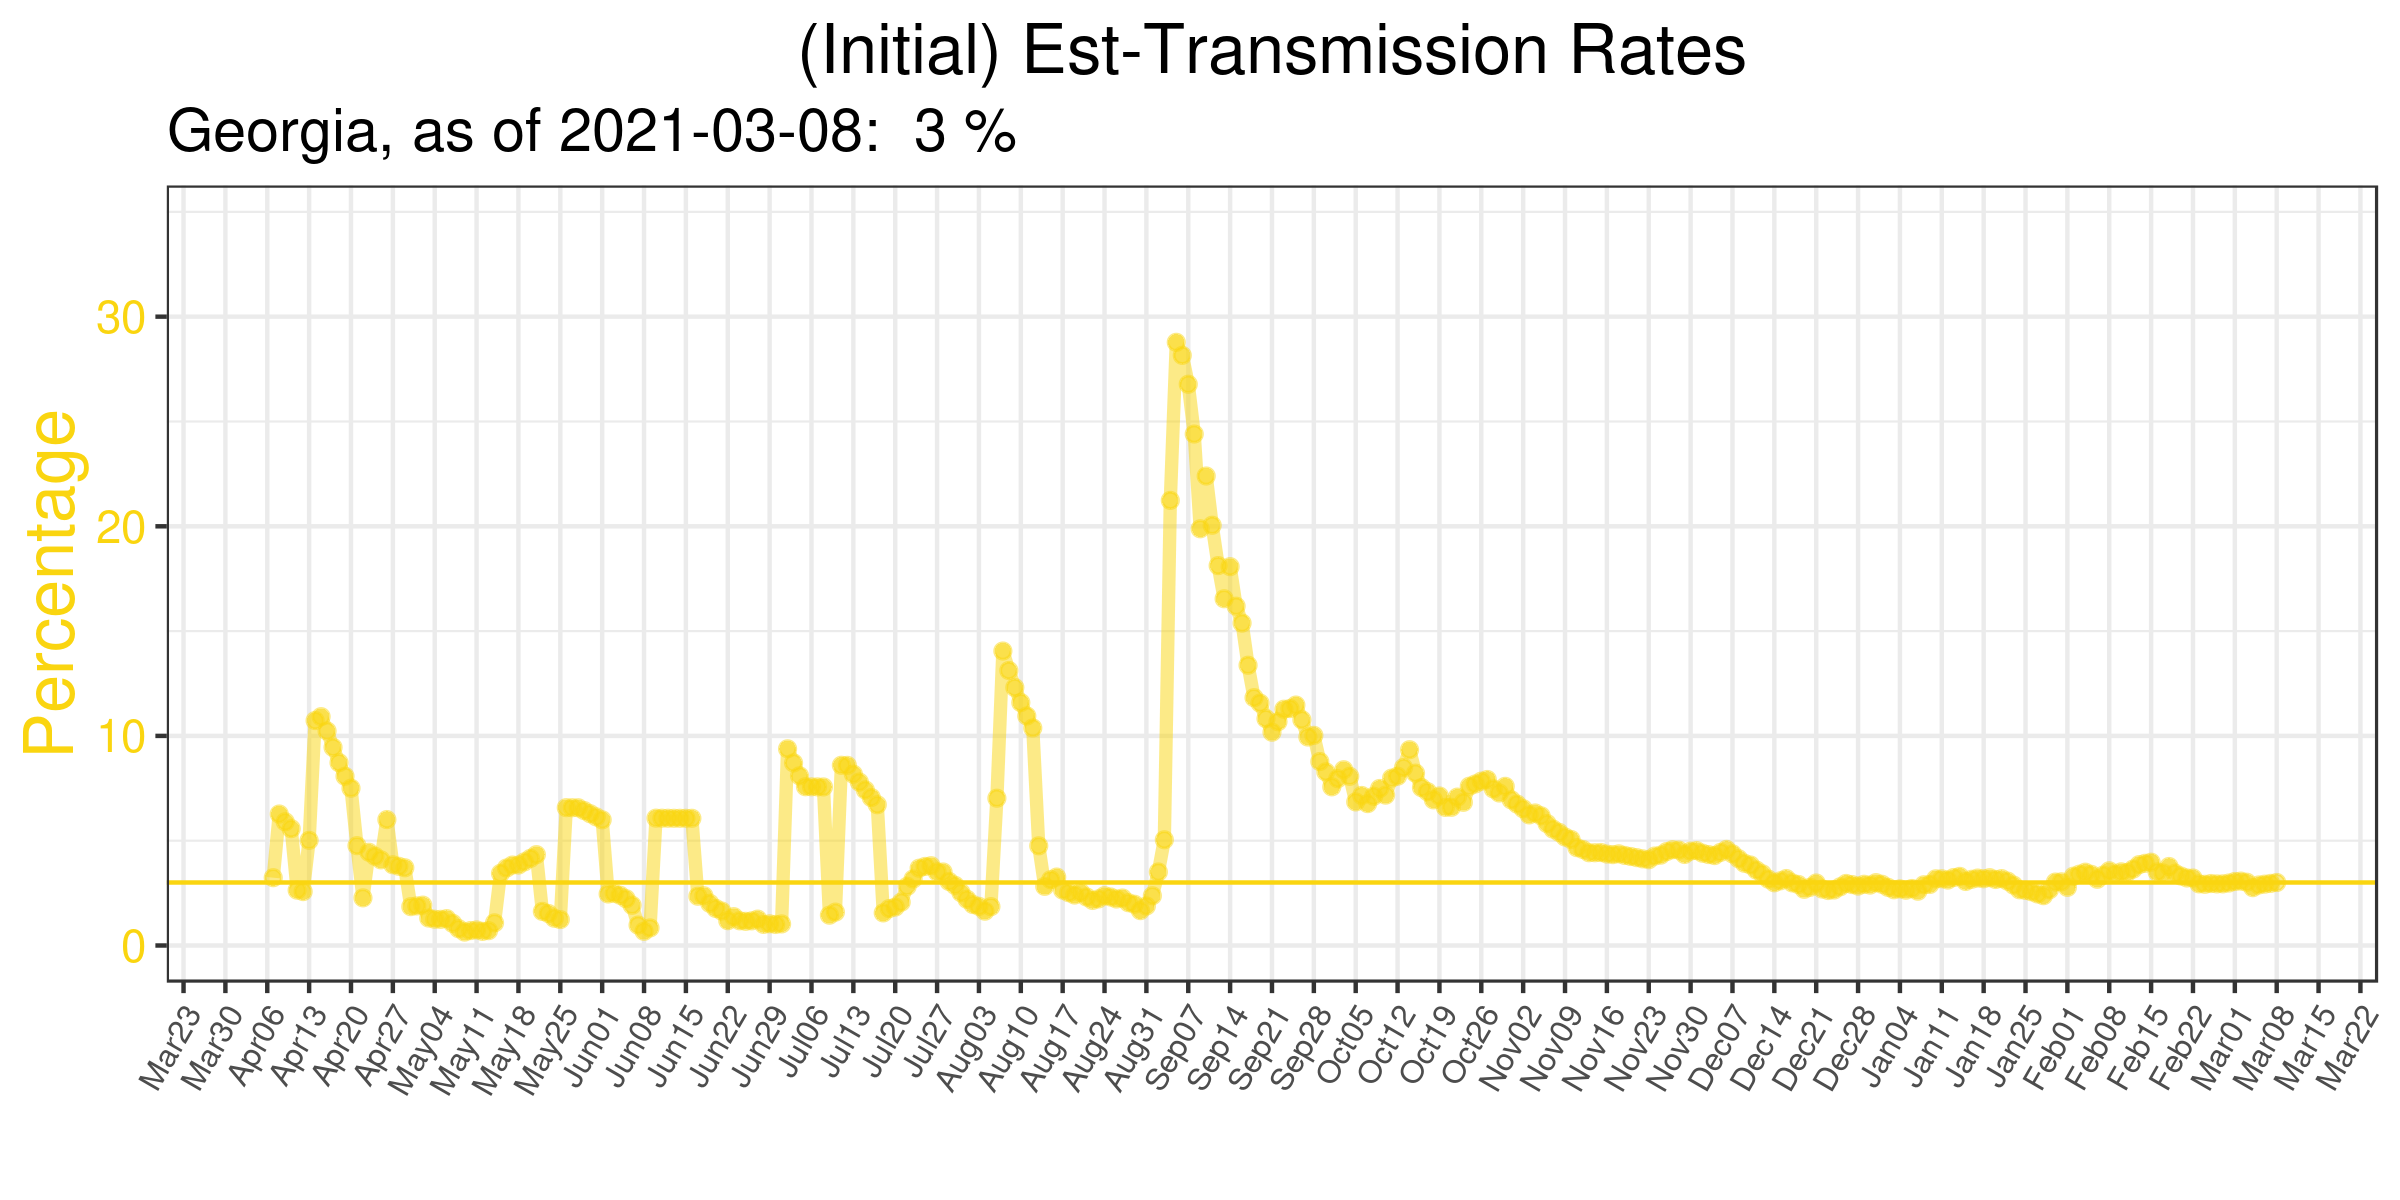 (Initial) Est-Transmission Rates
Georgia, as of 2021-03-08:  3 %
Percentage
30
20
10
0
Mar23
Mar30
Apr06
Apr13
Apr20
Apr27
May04
May11
May18
May25
Jun01
Jun08
Jun15
Jun22
Jun29
Jul06
Jul13
Jul20
Jul27
Aug03
Aug10
Aug17
Aug24
Aug31
Sep07
Sep14
Sep21
Sep28
Oct05
Oct12
Oct19
Oct26
Nov02
Nov09
Nov16
Nov23
Nov30
Dec07
Dec14
Dec21
Dec28
Jan04
Jan11
Jan18
Jan25
Feb01
Feb08
Feb15
Feb22
Mar01
Mar08
Mar15
Mar22